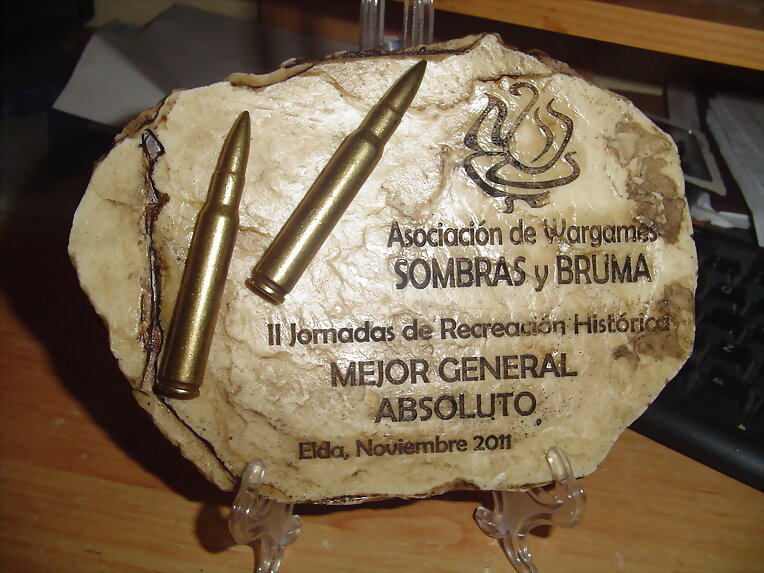 Asociación de Wargames
SOMBRAS y BRUMA
II Jornadas de Recreación Histórica
MEJOR GENERAL
ABSOLUTO
Elda, Noviembre 2011